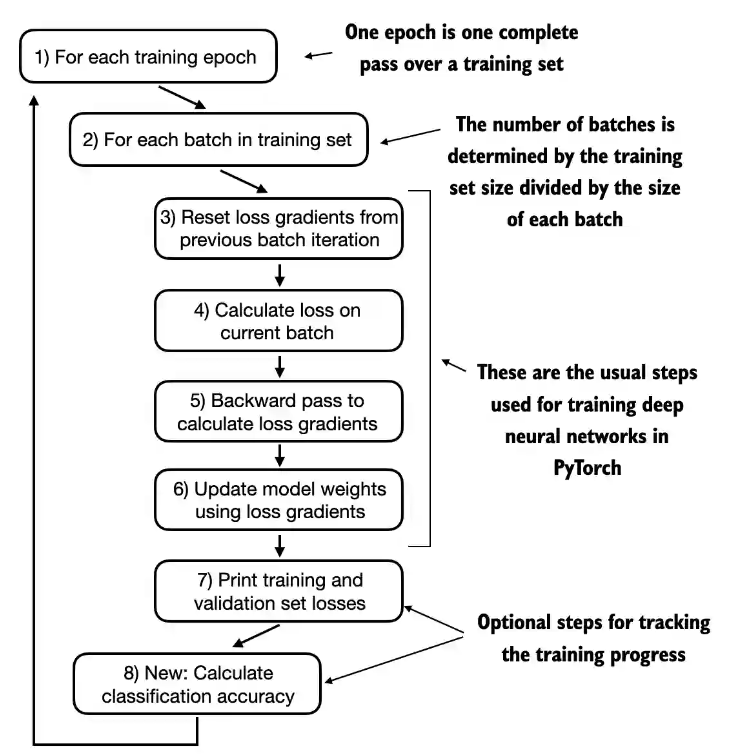 1) For each training epoch
One epoch is one complete
pass over a training set
2) For each batch in training set
The number of batches is
determined by the training
set size divided by the size
of each batch
3) Reset loss gradients from
previous batch iteration
4) Calculate loss on
current batch
5) Backward pass to
calculate loss gradients
These are the usual steps
used for training deep
neural networks in
PyTorch
6) Update model weights
using loss gradients
7) Print training and
validation set losses
Optional steps for tracking
the training progress
8) New: Calculate
classification accuracy